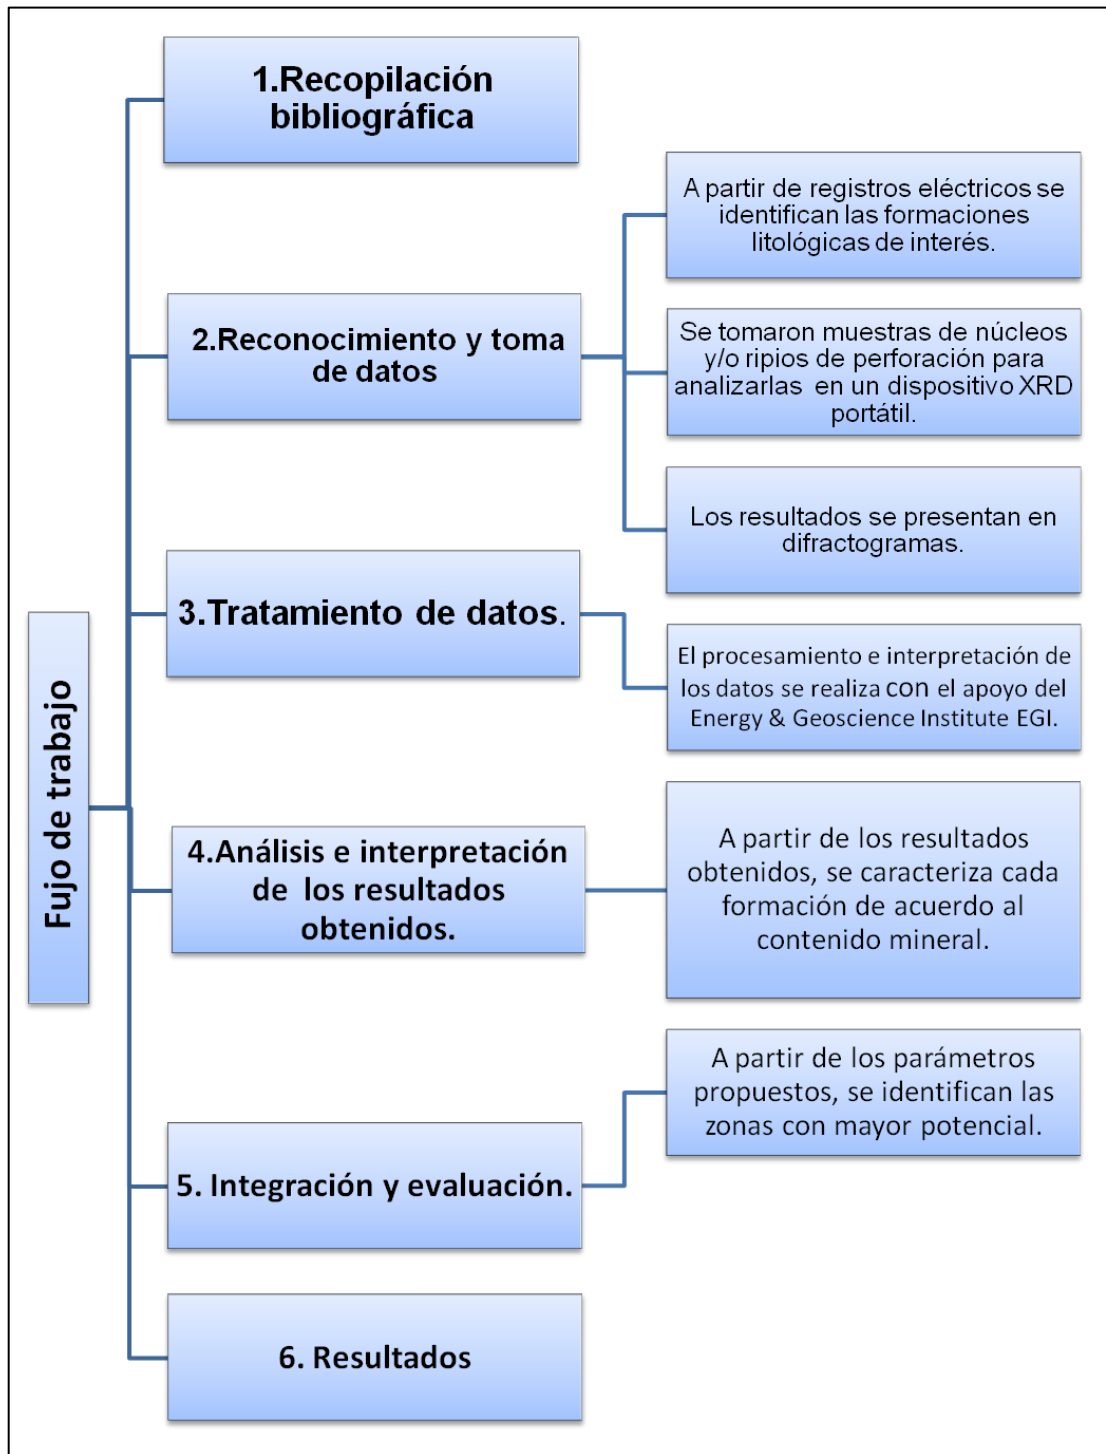 Fujo de trabajo
1.Recopilación
bibliográfica
2.Reconocimiento y toma
de datos
A partir de registros eléctricos se
identifican las formaciones
litológicas de interés.
Se tomaron muestras de núcleos
y/o ripios de perforación para
analizarlas en un dispositivo XRD
portátil.
Los resultados se presentan en
difractogramas.
3.Tratamiento de datos.
El procesamiento e interpretación de
los datos se realiza con el apoyo del
Energy & Geoscience Institute EGI.
4.Análisis e interpretación
de los resultados
obtenidos.
A partir de los resultados
obtenidos, se caracteriza cada
formación de acuerdo al
contenido mineral.
5. Integración y evaluación.
A partir de los parámetros
propuestos, se identifican las
zonas con mayor potencial.
6. Resultados